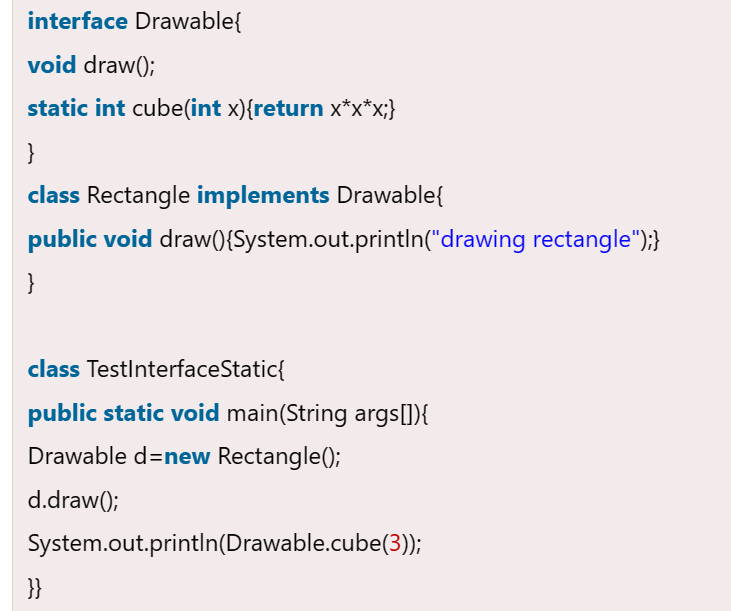 interface Drawable{
void draw();
static int cube(int x){return x*x*x;}
}
class Rectangle implements Drawable{
public void draw(){System.out.println("drawing rectangle");}
}
class TestInterfaceStatic{
public static void main(String args[]){
Drawable d=new Rectangle();
d.draw();
System.out.println(Drawable.cube(3));
}}